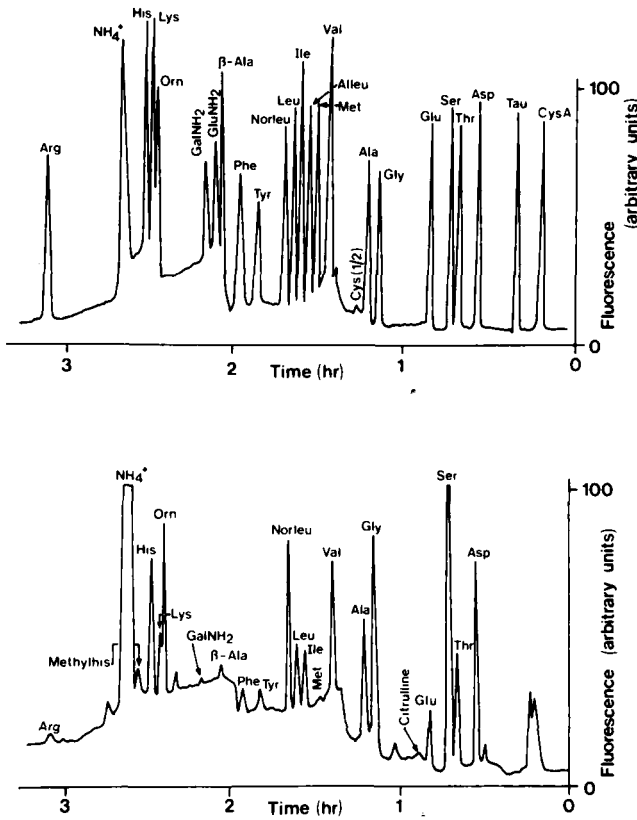 Val
His
Lys
NH4+
Ile
Orn
β-Ala
Alleu
Leu
Met
Norleu
100
GalNH2
GluNH2
Ser
Asp
Tau
CysA
Glu
Thr
Arg
Phe
Ala
Gly
Tyr
Cys(1/2)
Fluorescence
(arbitrary units)
0
3
2
1
0
Time (hr)
NH4+
Ser
100
Orn
Gly
Norleu
Val
Asp
His
Ala
Lys
GalNH2
Leu
Thr
β-Ala
Ile
Methylhis
Met
Citrulline
Phe
Tyr
Glu
Arg
Fluorescence (arbitrary units)
0
3
2
1
0
Time (hr)